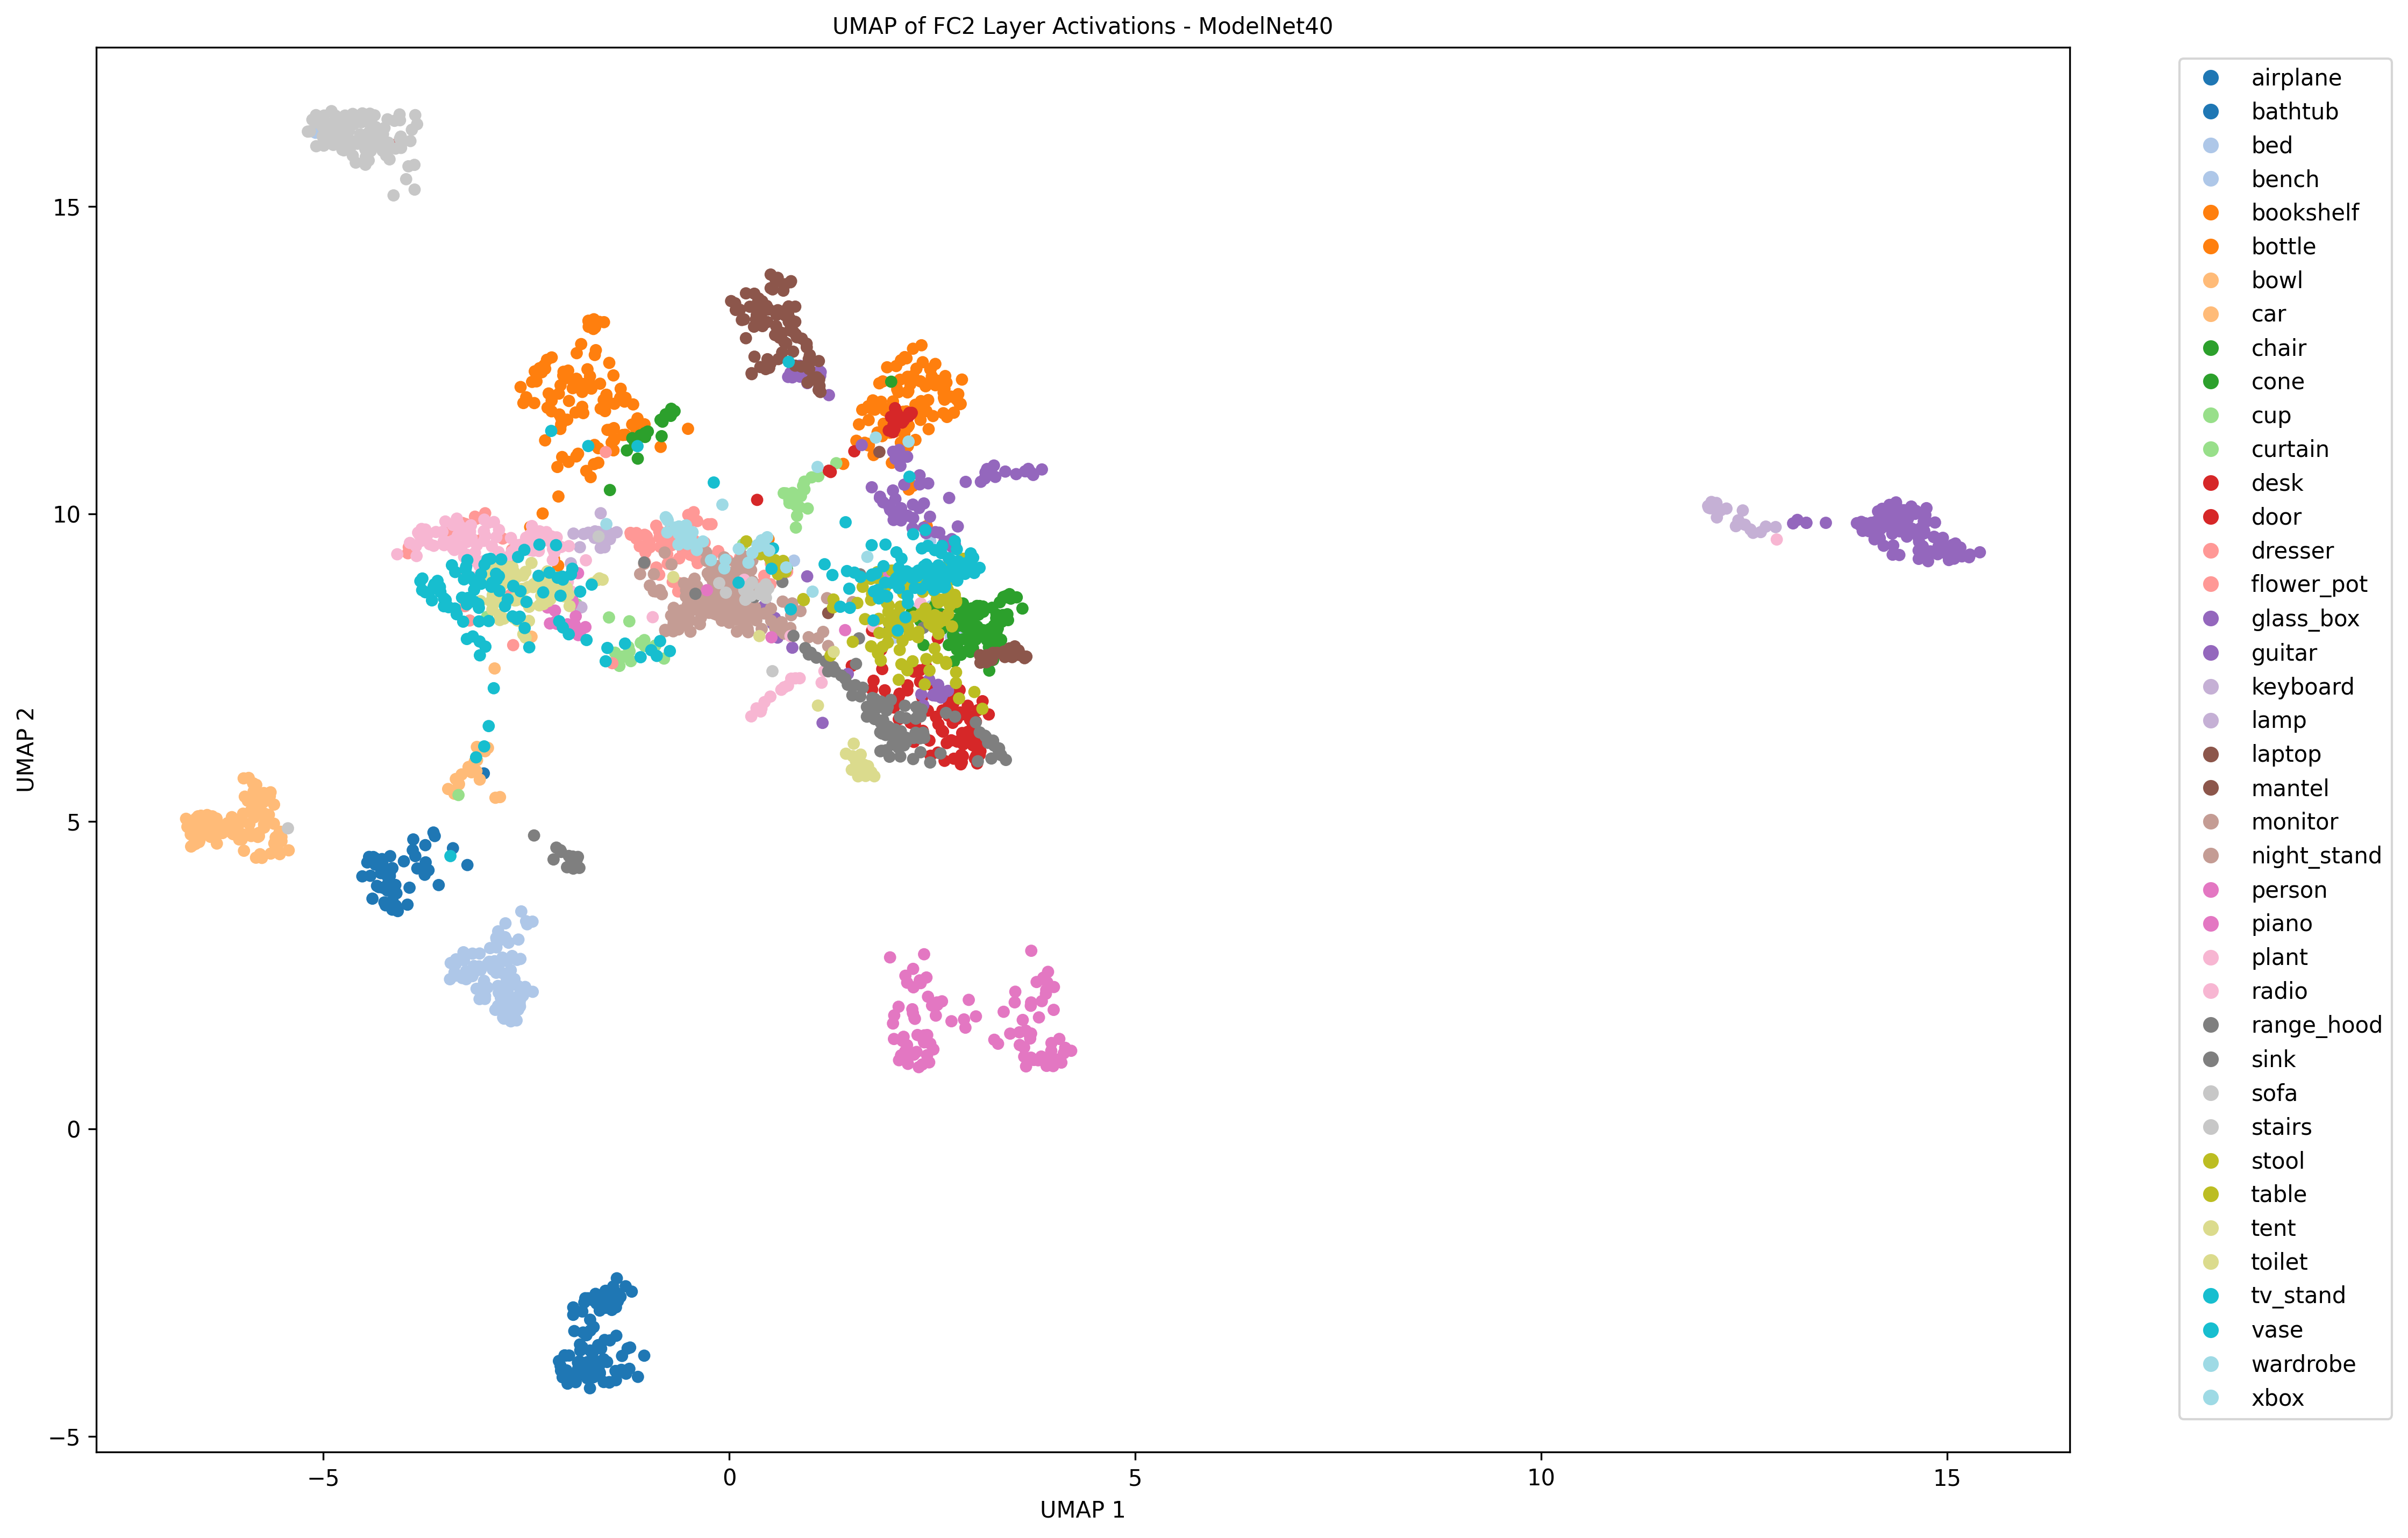 UMAP of FC2 Layer Activations - ModelNet40
15
10
5
0
−5
UMAP 2
−5
0
5
10
15
UMAP 1
airplane
bathtub
bed
bench
bookshelf
bottle
bowl
car
chair
cone
cup
curtain
desk
door
dresser
flower_pot
glass_box
guitar
keyboard
lamp
laptop
mantel
monitor
night_stand
person
piano
plant
radio
range_hood
sink
sofa
stairs
stool
table
tent
toilet
tv_stand
vase
wardrobe
xbox